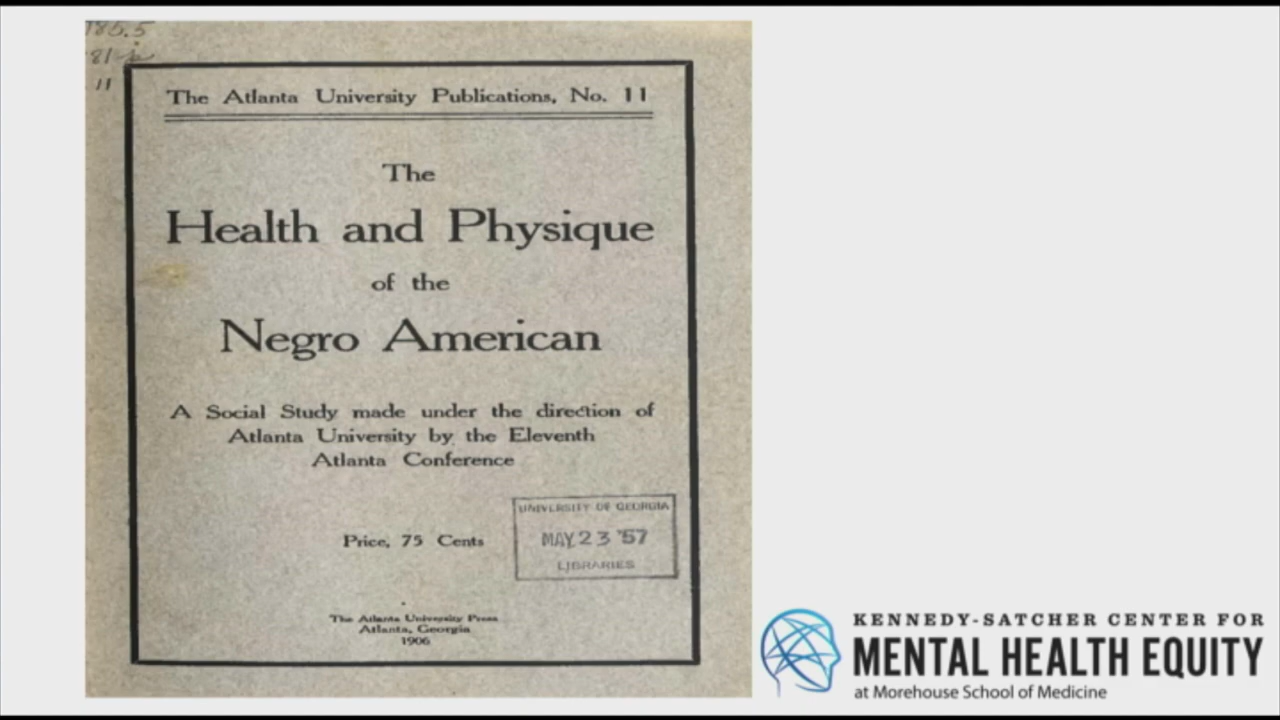 185.5
11
The Atlanta University Publications, No. 11
The
Health and Physique
of the
Negro American
A Social Study made under the direction of
Atlanta University by the Eleventh
Atlanta Conference
Price, 75 Cents
UNIVERSITY OF GEORGIA
MAY 23 '57
LIBRARIES
The Atlanta University Press
Atlanta, Georgia
1906
KENNEDY-SATCHER CENTER FOR
MENTAL HEALTH EQUITY
at Morehouse School of Medicine